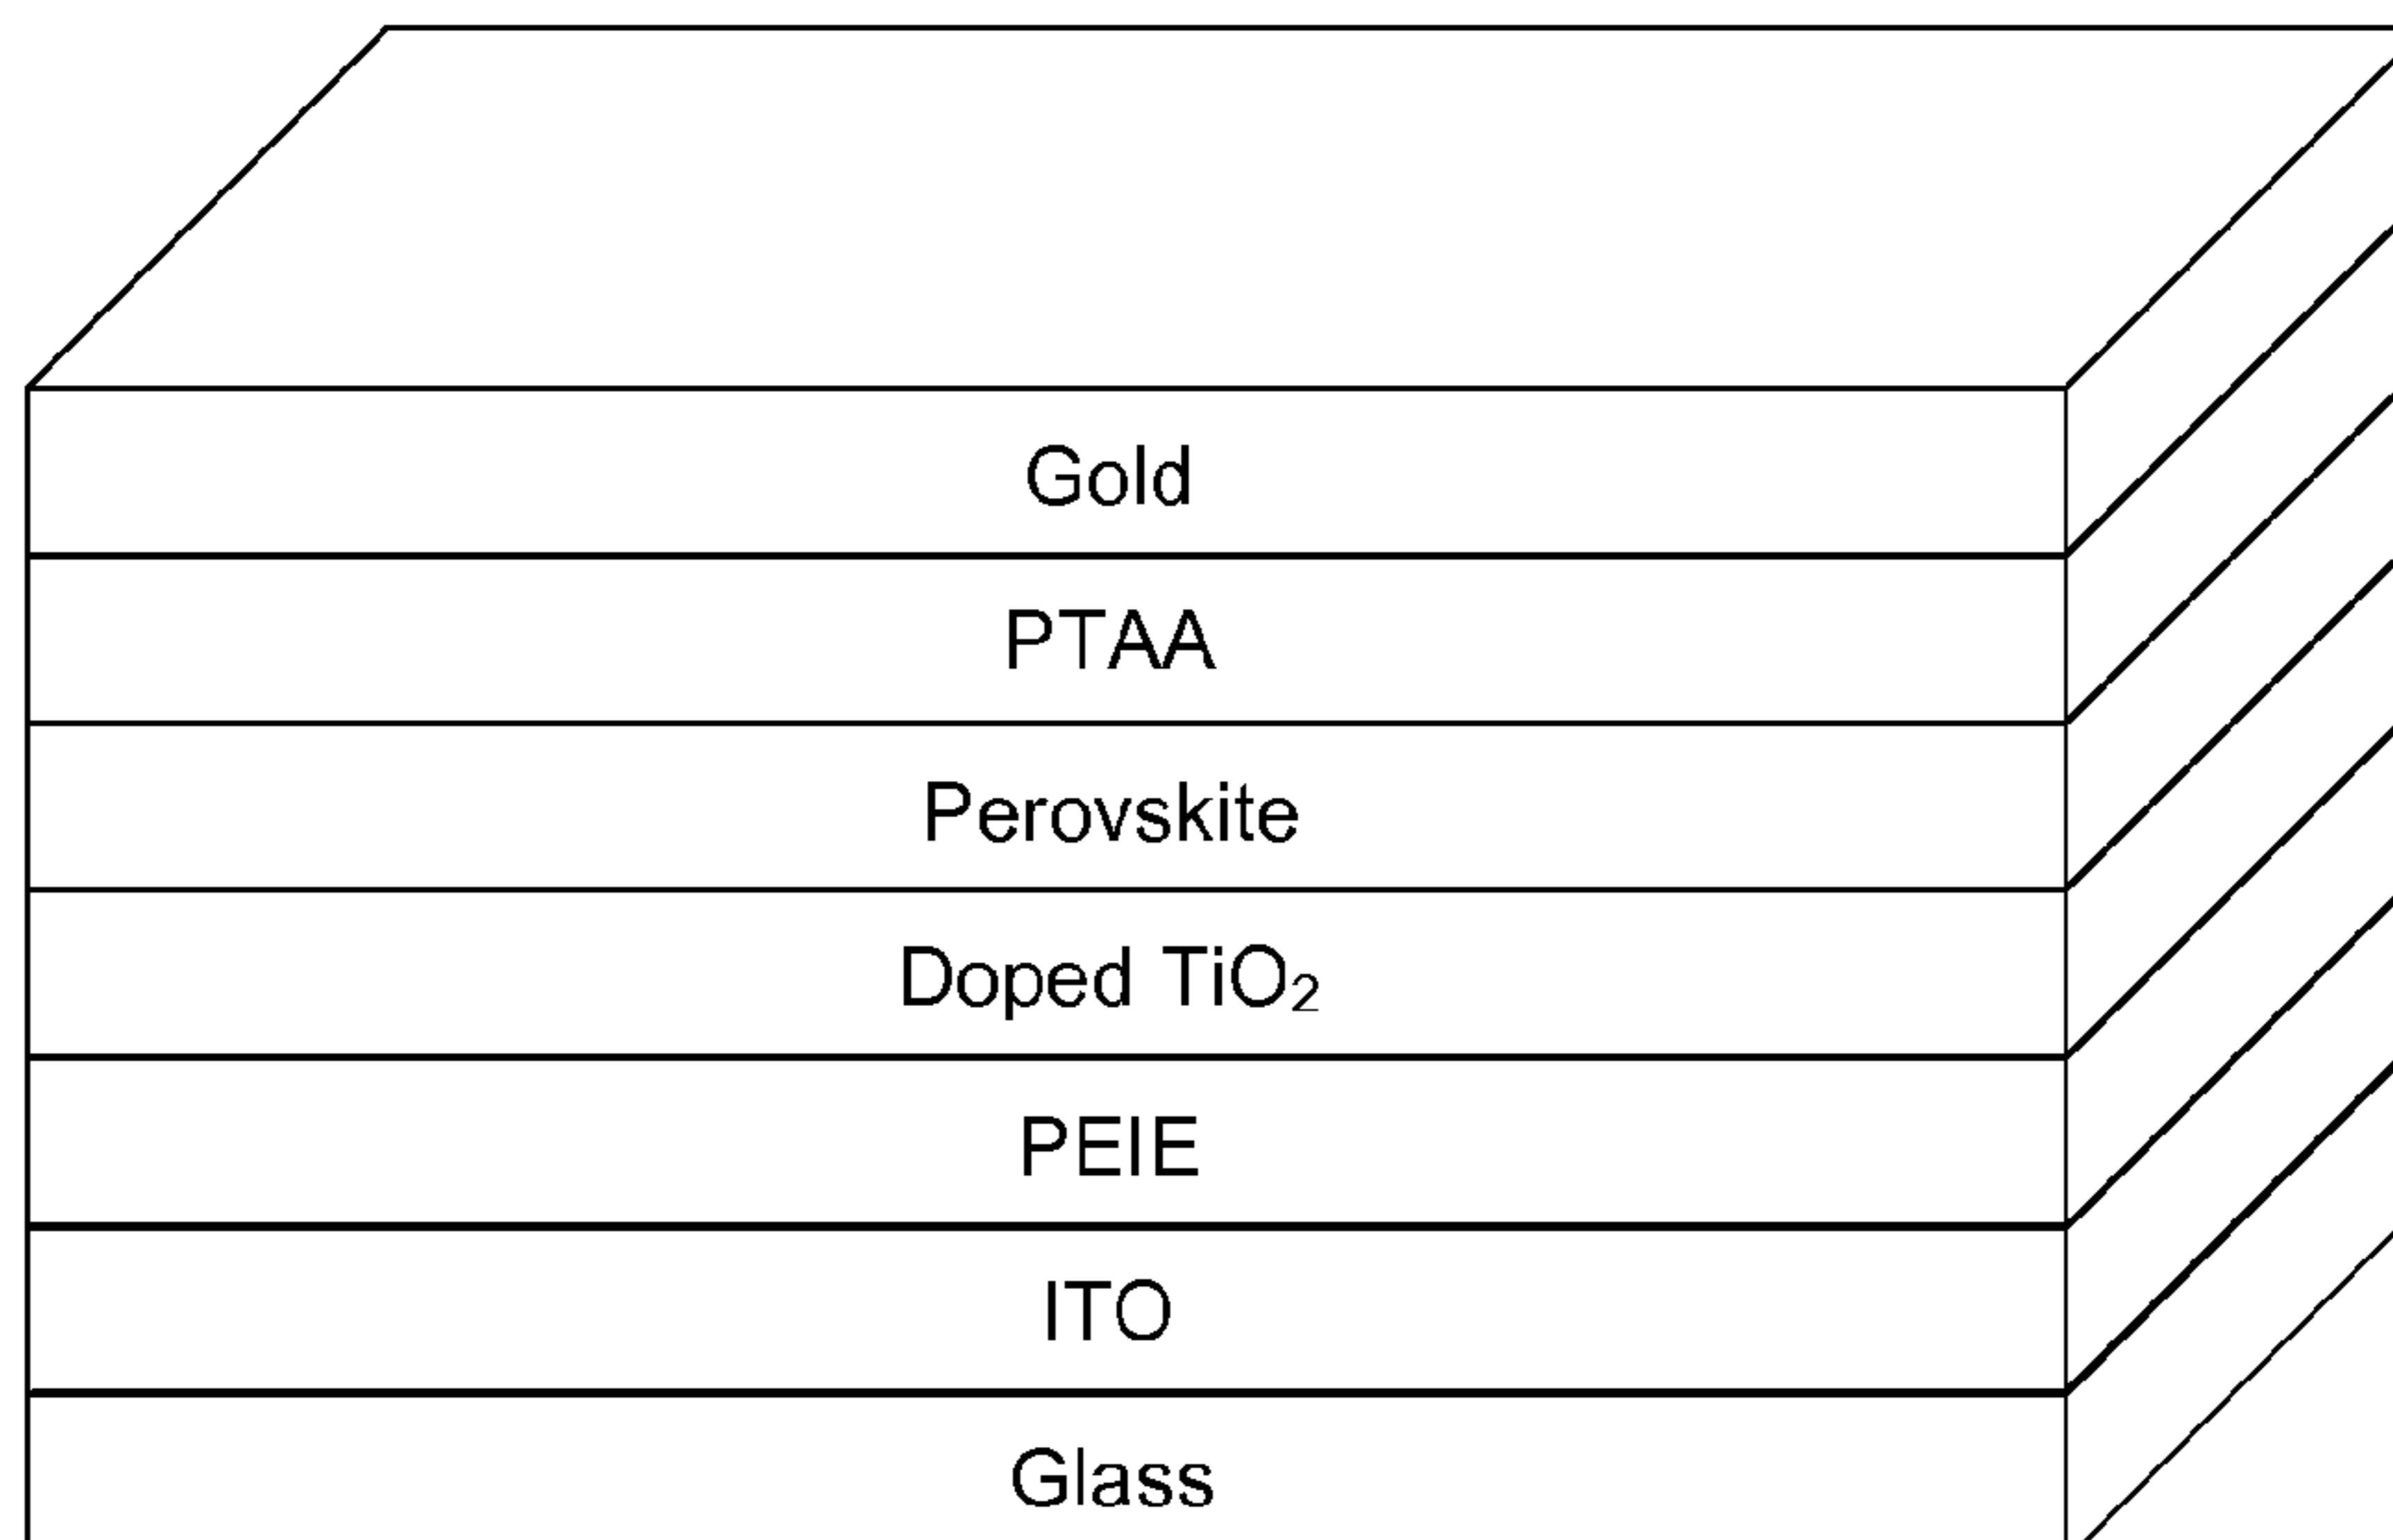 Gold
PTAA
Perovskite
Doped TiO₂
PEIE
ITO
Glass